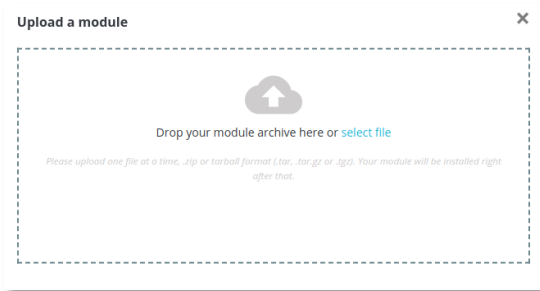 Upload a module
Drop your module archive here or select file
Please upload one file at a time, .zip or tarball format (.tar, .tar.gz or .tgz). Your module will be installed right
after that.